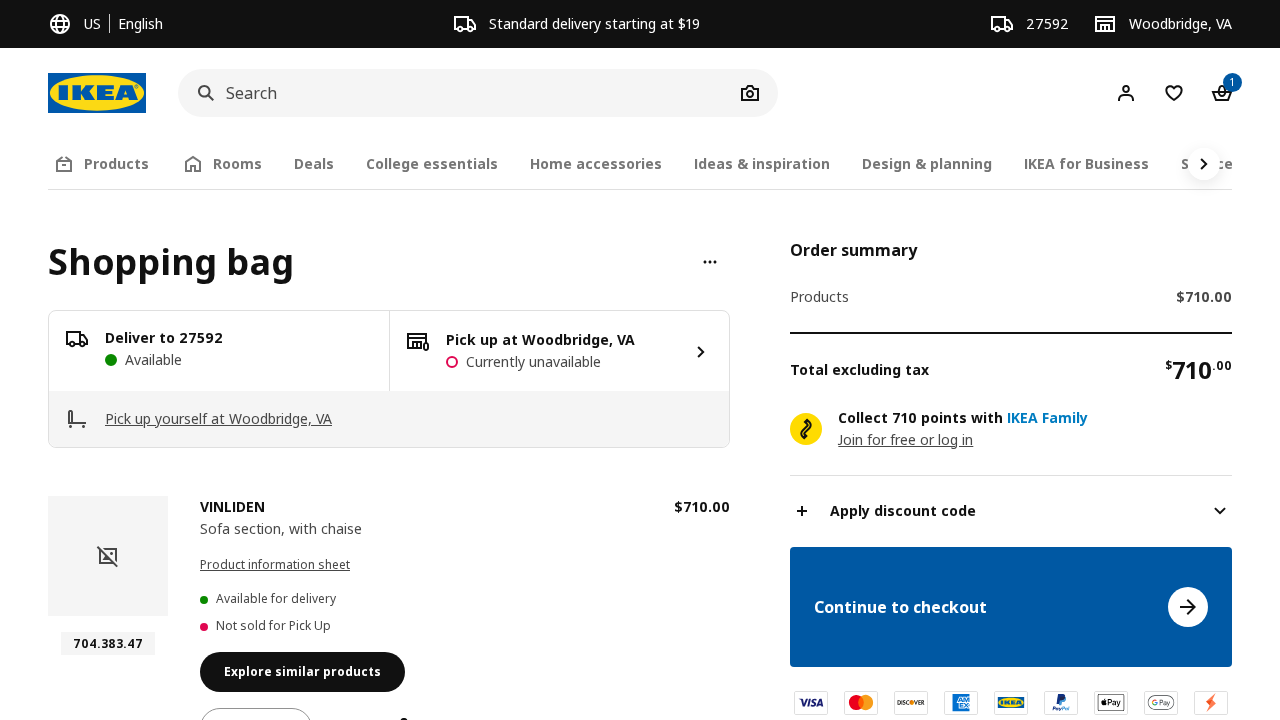 US English
Standard delivery starting at $19
27592
Woodbridge, VA
IKEA
Search
1
Products
Rooms
Deals
College essentials
Home accessories
Ideas & inspiration
Design & planning
IKEA for Business
Shopping bag
Deliver to 27592
Available
Pick up at Woodbridge, VA
Currently unavailable
Pick up yourself at Woodbridge, VA
VINLIDEN
$710.00
Sofa section, with chaise
Product information sheet
Available for delivery
Not sold for Pick Up
704.383.47
Explore similar products
Order summary
Products $710.00
Total excluding tax $710.00
Collect 710 points with IKEA Family
Join for free or log in
Apply discount code
Continue to checkout
VISA
DISCOVER
AMEX
IKEA
PayPal
Pay
G Pay